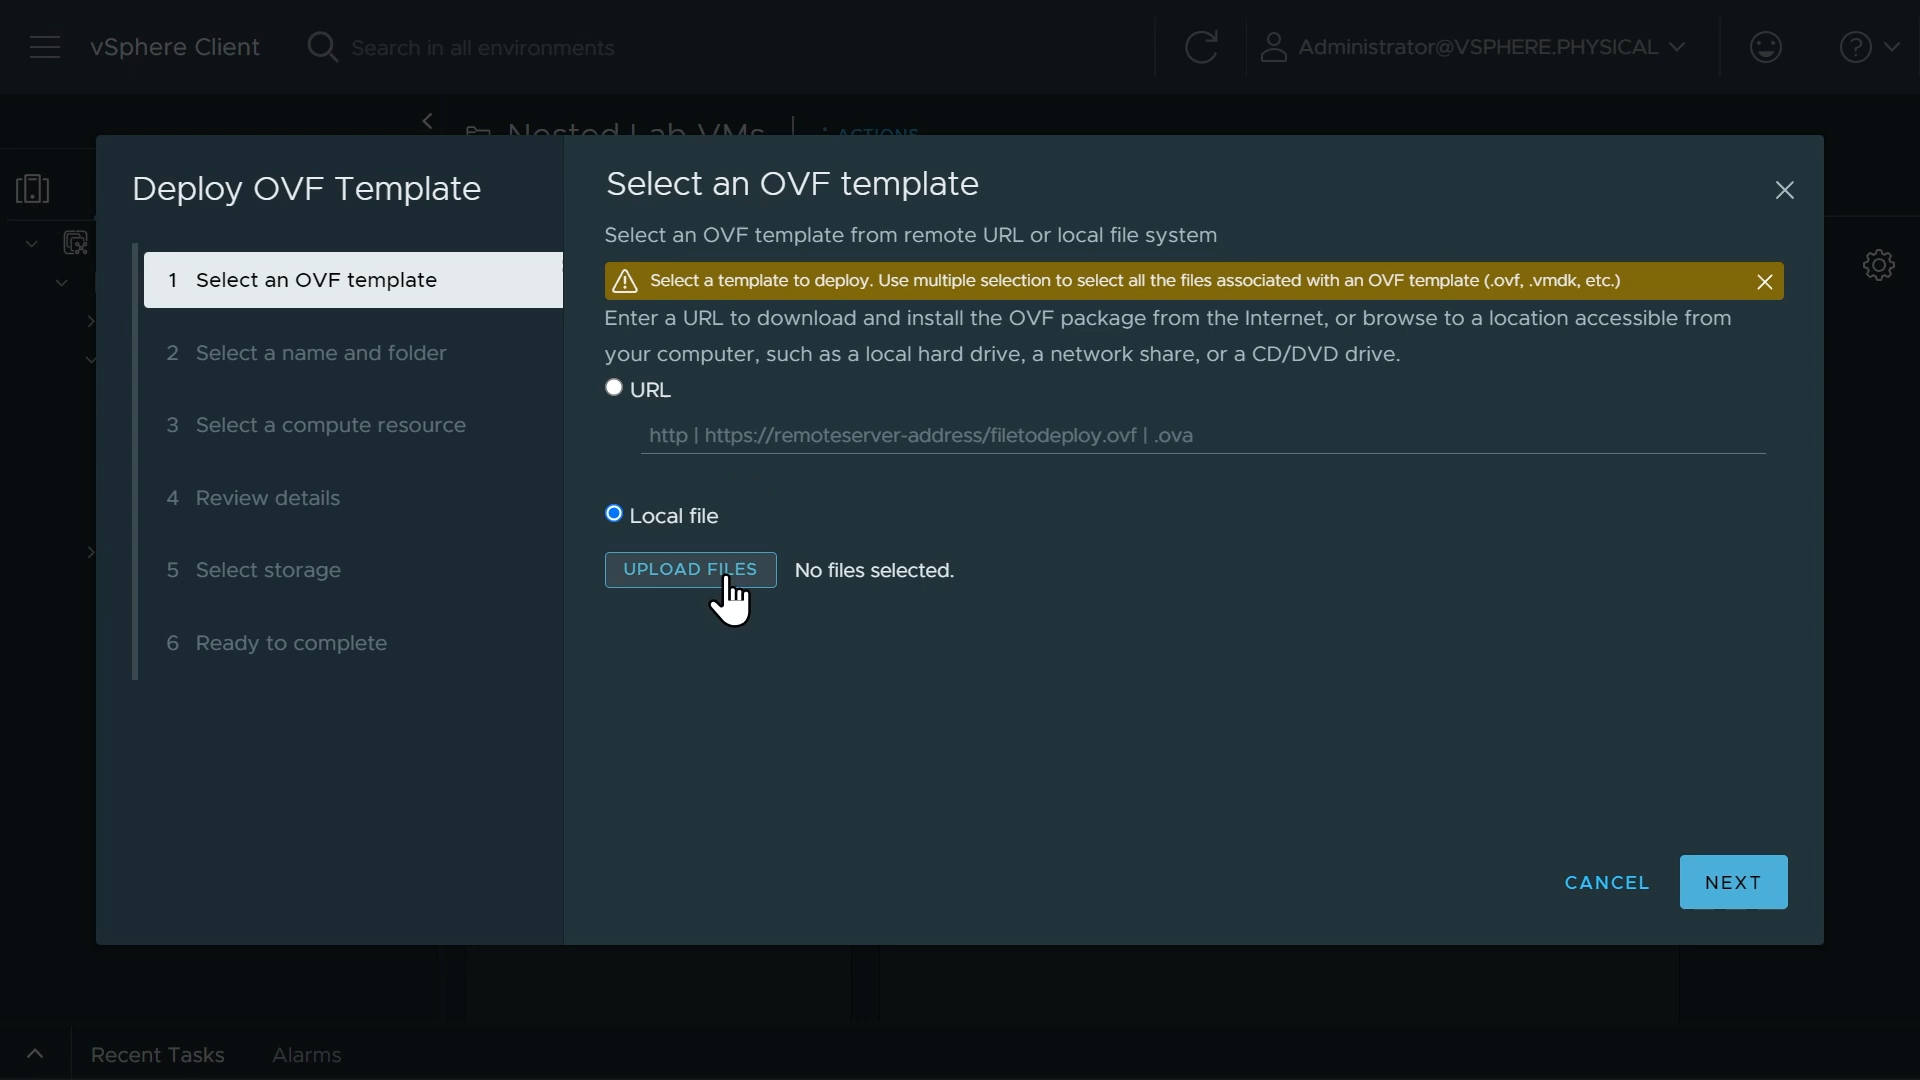 vSphere Client
Search in all environments
Administrator@VSPHERE.PHYSICAL
Nested Lab VMs
ACTIONS
Deploy OVF Template
1 Select an OVF template
2 Select a name and folder
3 Select a compute resource
4 Review details
5 Select storage
6 Ready to complete
Select an OVF template
Select an OVF template from remote URL or local file system
Select a template to deploy. Use multiple selection to select all the files associated with an OVF template (.ovf, .vmdk, etc.)
Enter a URL to download and install the OVF package from the Internet, or browse to a location accessible from
your computer, such as a local hard drive, a network share, or a CD/DVD drive.
URL
http | https://remoteserver-address/filetodeploy.ovf | .ova
Local file
UPLOAD FILES
No files selected.
CANCEL
NEXT
Recent Tasks
Alarms